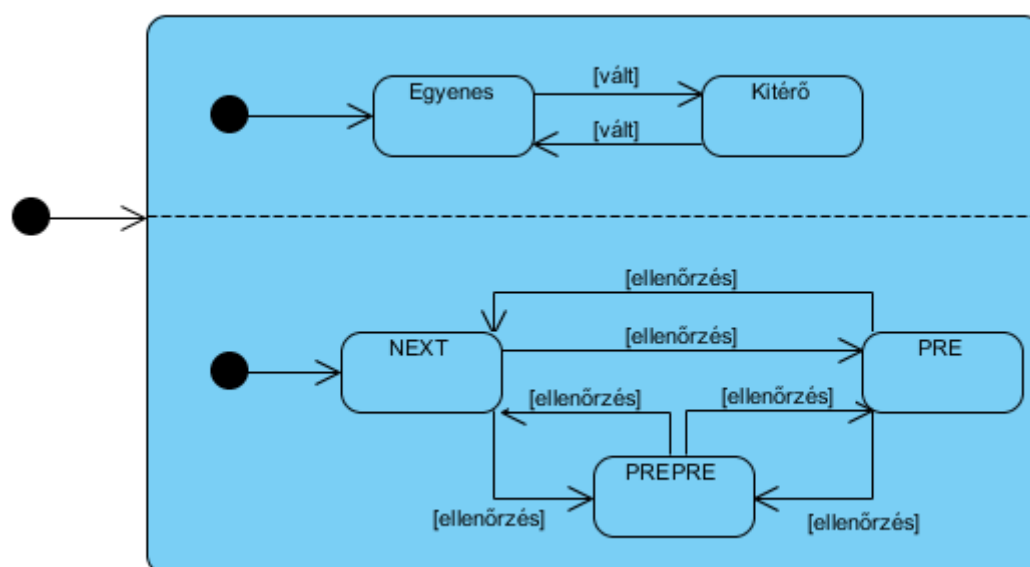 Egyenes
[vált]
Kitérő
[vált]
[ellenőrzés]
NEXT
[ellenőrzés]
PRE
[ellenőrzés]
[ellenőrzés]
PREPRE
[ellenőrzés]
[ellenőrzés]